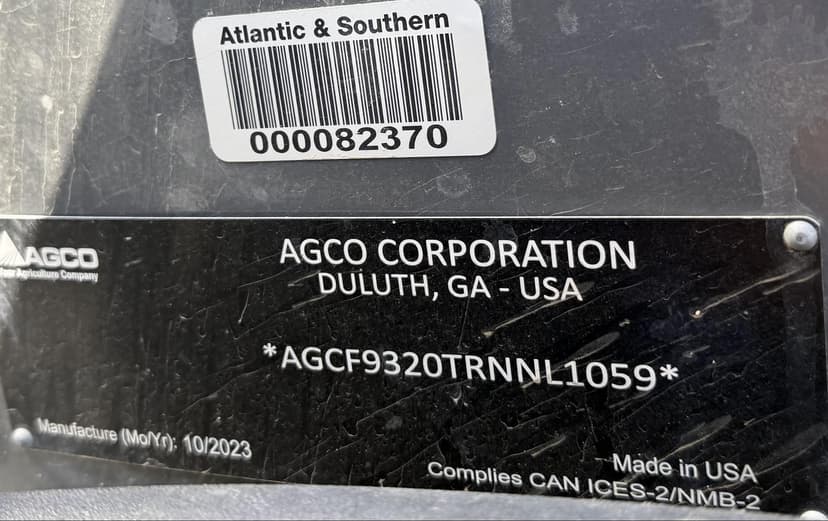 Atlantic & Southern
000082370
AGCO
Your Agriculture Company
AGCO CORPORATION
DULUTH, GA - USA
*AGCF9320TRNNL1059*
Manufacture (Mo/Yr): 10/2023
Made in USA
Complies CAN ICES-2/NMB-2